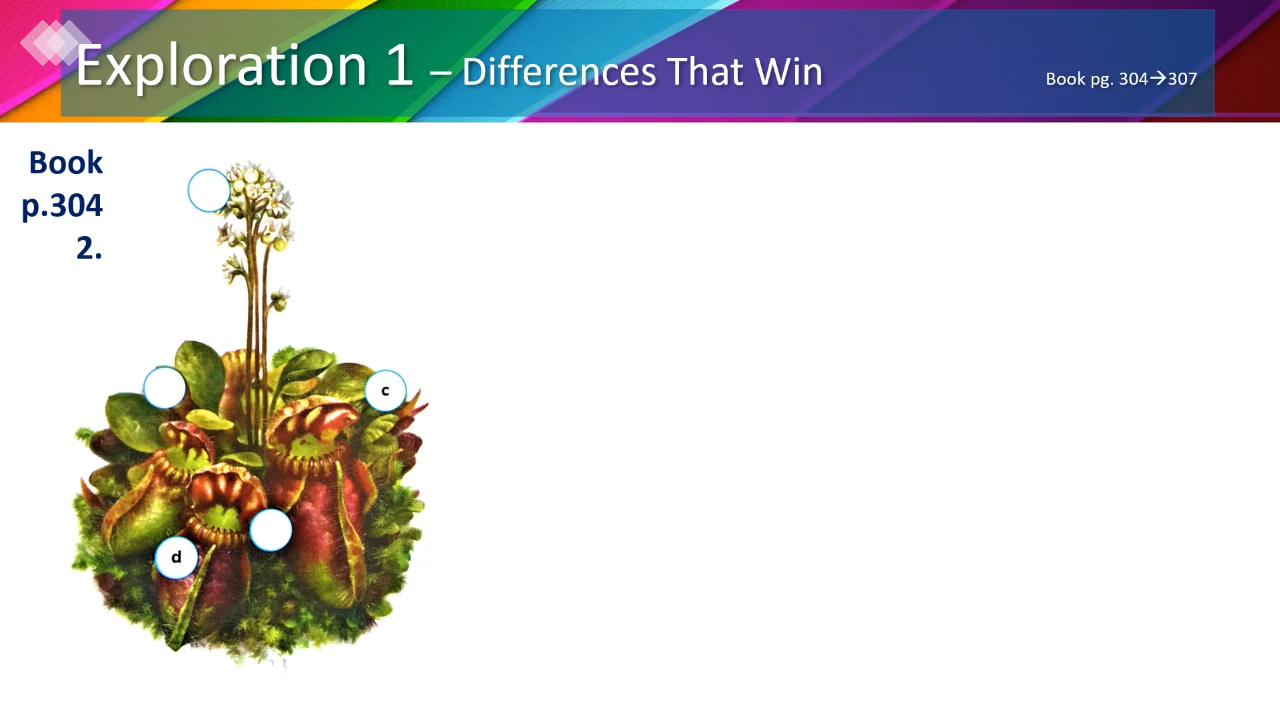 Exploration 1 – Differences That Win
Book pg. 304→307
Book
p.304
2.
c
d